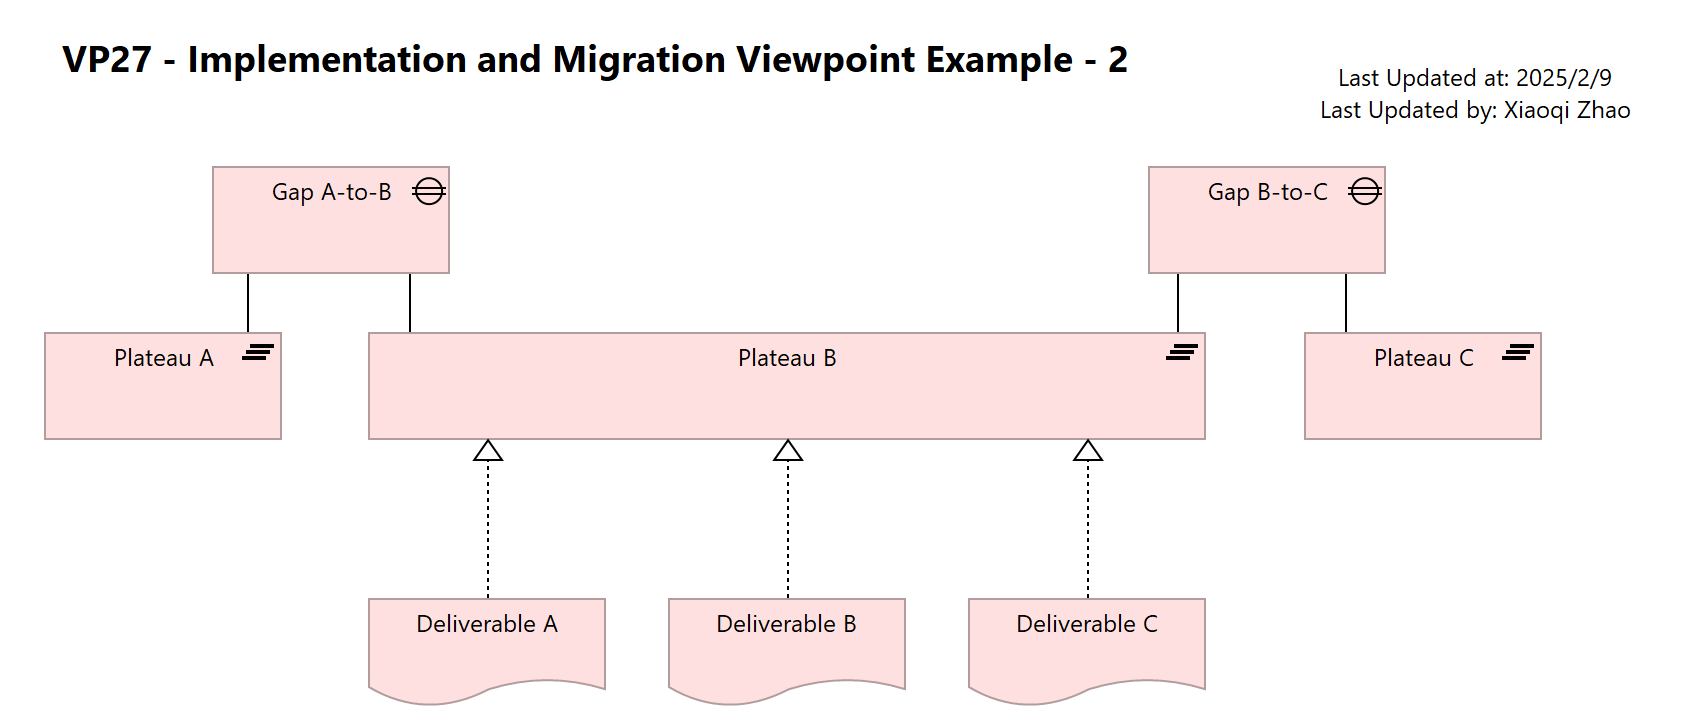 VP27 - Implementation and Migration Viewpoint Example - 2
Last Updated at: 2025/2/9
Last Updated by: Xiaoqi Zhao
Gap A-to-B
Gap B-to-C
Plateau A
Plateau B
Plateau C
Deliverable A
Deliverable B
Deliverable C